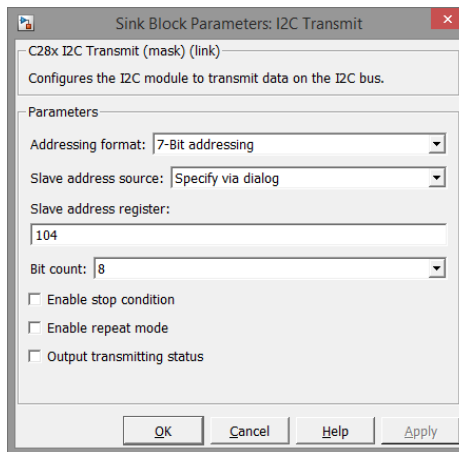 Sink Block Parameters: I2C Transmit
C28x I2C Transmit (mask) (link)
Configures the I2C module to transmit data on the I2C bus.
Parameters
Addressing format: 7-Bit addressing
Slave address source: Specify via dialog
Slave address register:
104
Bit count: 8
Enable stop condition
Enable repeat mode
Output transmitting status
OK Cancel Help Apply